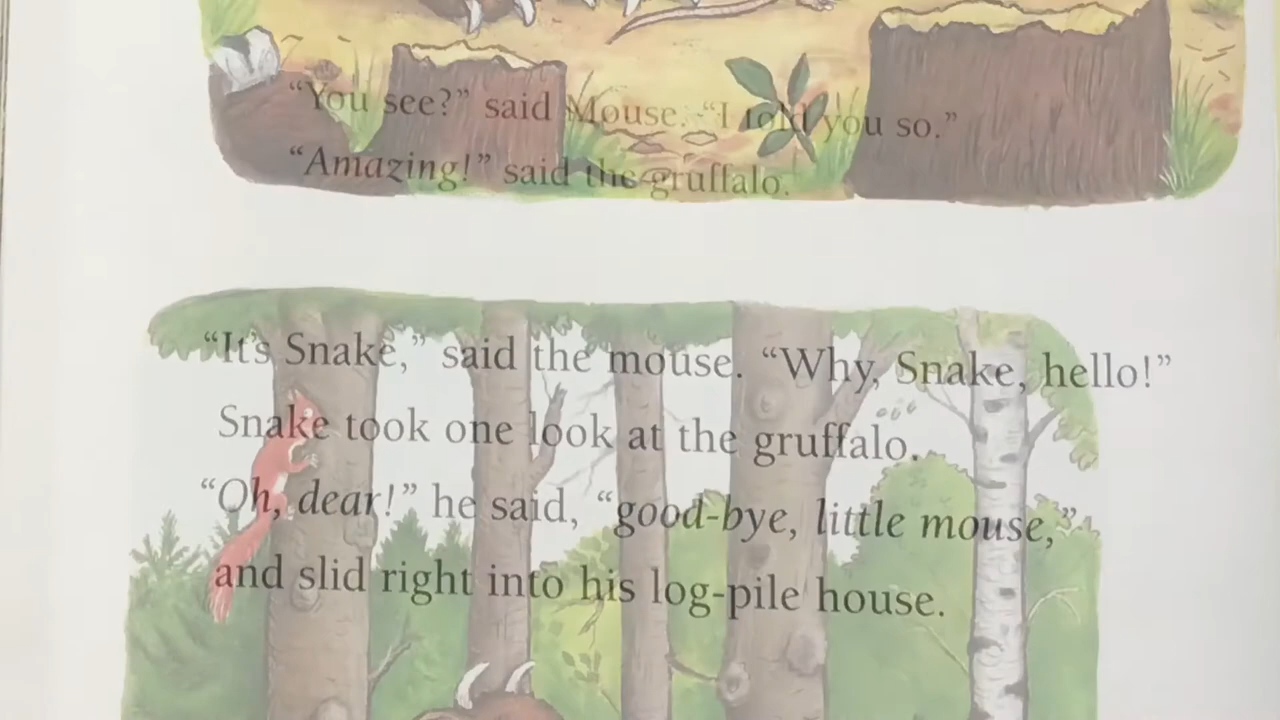 “You see?” said Mouse. “I told you so.”
“Amazing!” said the gruffalo.
“It’s Snake,” said the mouse. “Why, Snake, hello!”
Snake took one look at the gruffalo.
“Oh, dear!” he said, “good-bye, little mouse,”
and slid right into his log-pile house.